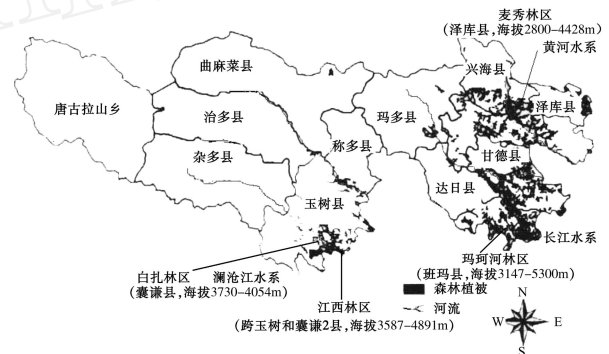 麦秀林区
(泽库县,海拔2800-4428m)
黄河水系
兴海县
曲麻菜县
泽库县
唐古拉山乡
治多县
玛多县
称多县
甘德县
杂多县
达日县
玉树县
长江水系
玛珂河林区
(班玛县,海拔3147-5300m)
白扎林区
(囊谦县,海拔3730-4054m)
澜沧江水系
江西林区
(跨玉树和囊谦2县,海拔3587-4891m)
森林植被
河流
N
W
E
S